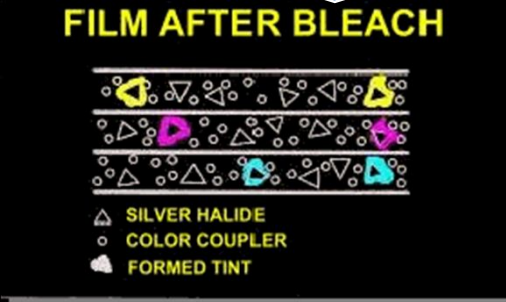 FILM AFTER BLEACH
SILVER HALIDE
COLOR COUPLER
FORMED TINT